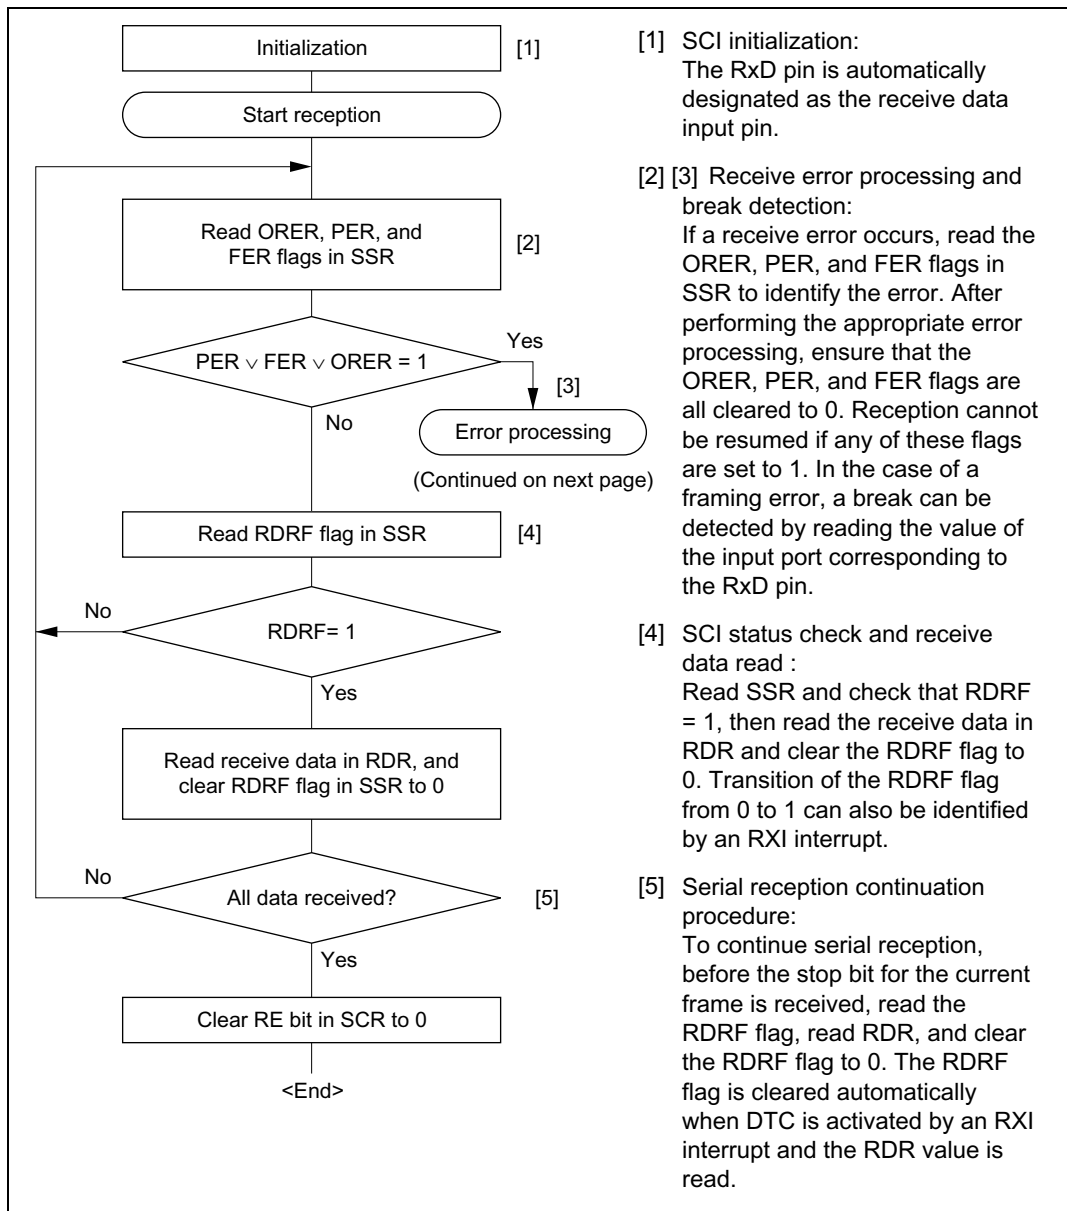 Initialization
[1]
Start reception
Read ORER, PER, and
FER flags in SSR
[2]
PER ∨ FER ∨ ORER = 1
Yes
[3]
No
Error processing
(Continued on next page)
Read RDRF flag in SSR
[4]
No
RDRF= 1
Yes
Read receive data in RDR, and
clear RDRF flag in SSR to 0
No
All data received?
[5]
Yes
Clear RE bit in SCR to 0
<End>
[1] SCI initialization:
The RxD pin is automatically
designated as the receive data
input pin.
[2] [3] Receive error processing and
break detection:
If a receive error occurs, read the
ORER, PER, and FER flags in
SSR to identify the error. After
performing the appropriate error
processing, ensure that the
ORER, PER, and FER flags are
all cleared to 0. Reception cannot
be resumed if any of these flags
are set to 1. In the case of a
framing error, a break can be
detected by reading the value of
the input port corresponding to
the RxD pin.
[4] SCI status check and receive
data read :
Read SSR and check that RDRF
= 1, then read the receive data in
RDR and clear the RDRF flag to
0. Transition of the RDRF flag
from 0 to 1 can also be identified
by an RXI interrupt.
[5] Serial reception continuation
procedure:
To continue serial reception,
before the stop bit for the current
frame is received, read the
RDRF flag, read RDR, and clear
the RDRF flag to 0. The RDRF
flag is cleared automatically
when DTC is activated by an RXI
interrupt and the RDR value is
read.